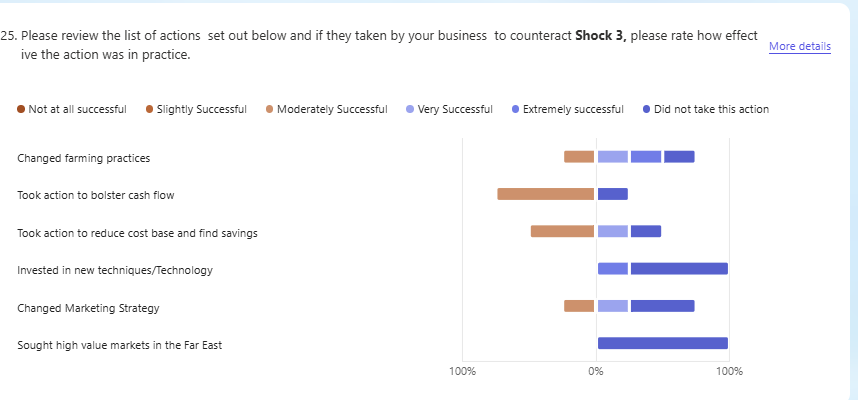 25. Please review the list of actions  set out below and if they taken by your business  to counteract Shock 3, please rate how effect
ive the action was in practice.
More details
Not at all successful
Slightly Successful
Moderately Successful
Very Successful
Extremely successful
Did not take this action
Changed farming practices
Took action to bolster cash flow
Took action to reduce cost base and find savings
Invested in new techniques/Technology
Changed Marketing Strategy
Sought high value markets in the Far East
100%
0%
100%